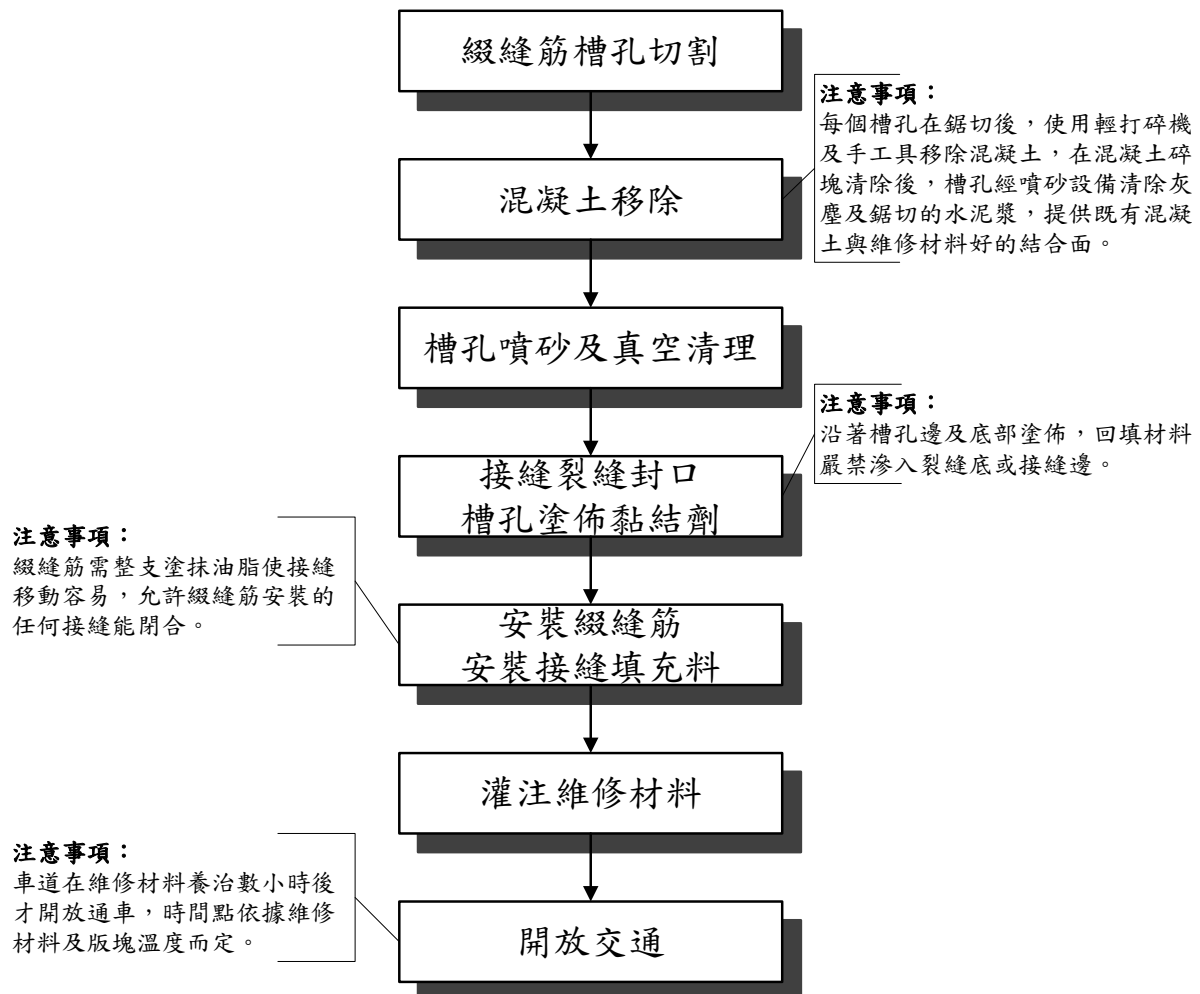 綴縫筋槽孔切割
注意事項：
每個槽孔在鋸切後，使用輕打碎機
及手工具移除混凝土，在混凝土碎
塊清除後，槽孔經噴砂設備清除灰
塵及鋸切的水泥漿，提供既有混凝
土與維修材料好的結合面。
混凝土移除
槽孔噴砂及真空清理
注意事項：
沿著槽孔邊及底部塗佈，回填材料
嚴禁滲入裂縫底或接縫邊。
接縫裂縫封口
槽孔塗佈黏結劑
注意事項：
綴縫筋需整支塗抹油脂使接縫
移動容易，允許綴縫筋安裝的
任何接縫能閉合。
安裝綴縫筋
安裝接縫填充料
灌注維修材料
注意事項：
車道在維修材料養治數小時後
才開放通車，時間點依據維修
材料及版塊溫度而定。
開放交通